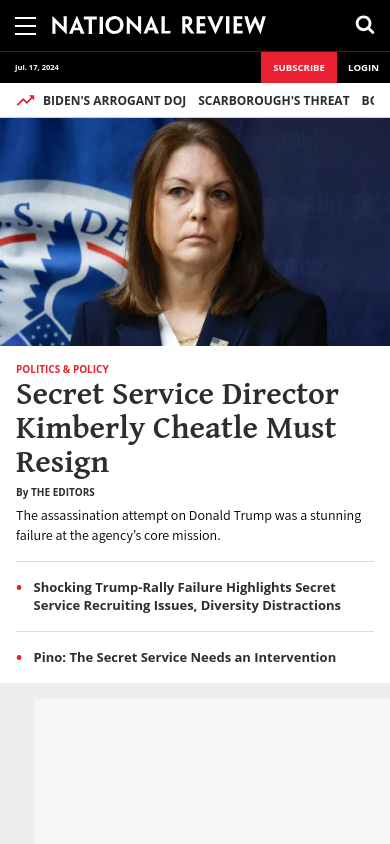 NATIONAL REVIEW
Jul. 17, 2024
SUBSCRIBE
LOGIN
BIDEN'S ARROGANT DOJ SCARBOROUGH'S THREAT
S. DE
POLITICS & POLICY
Secret Service Director
Kimberly Cheatle Must
Resign
By THE EDITORS
The assassination attempt on Donald Trump was a stunning
failure at the agency’s core mission.
Shocking Trump-Rally Failure Highlights Secret
Service Recruiting Issues, Diversity Distractions
Pino: The Secret Service Needs an Intervention